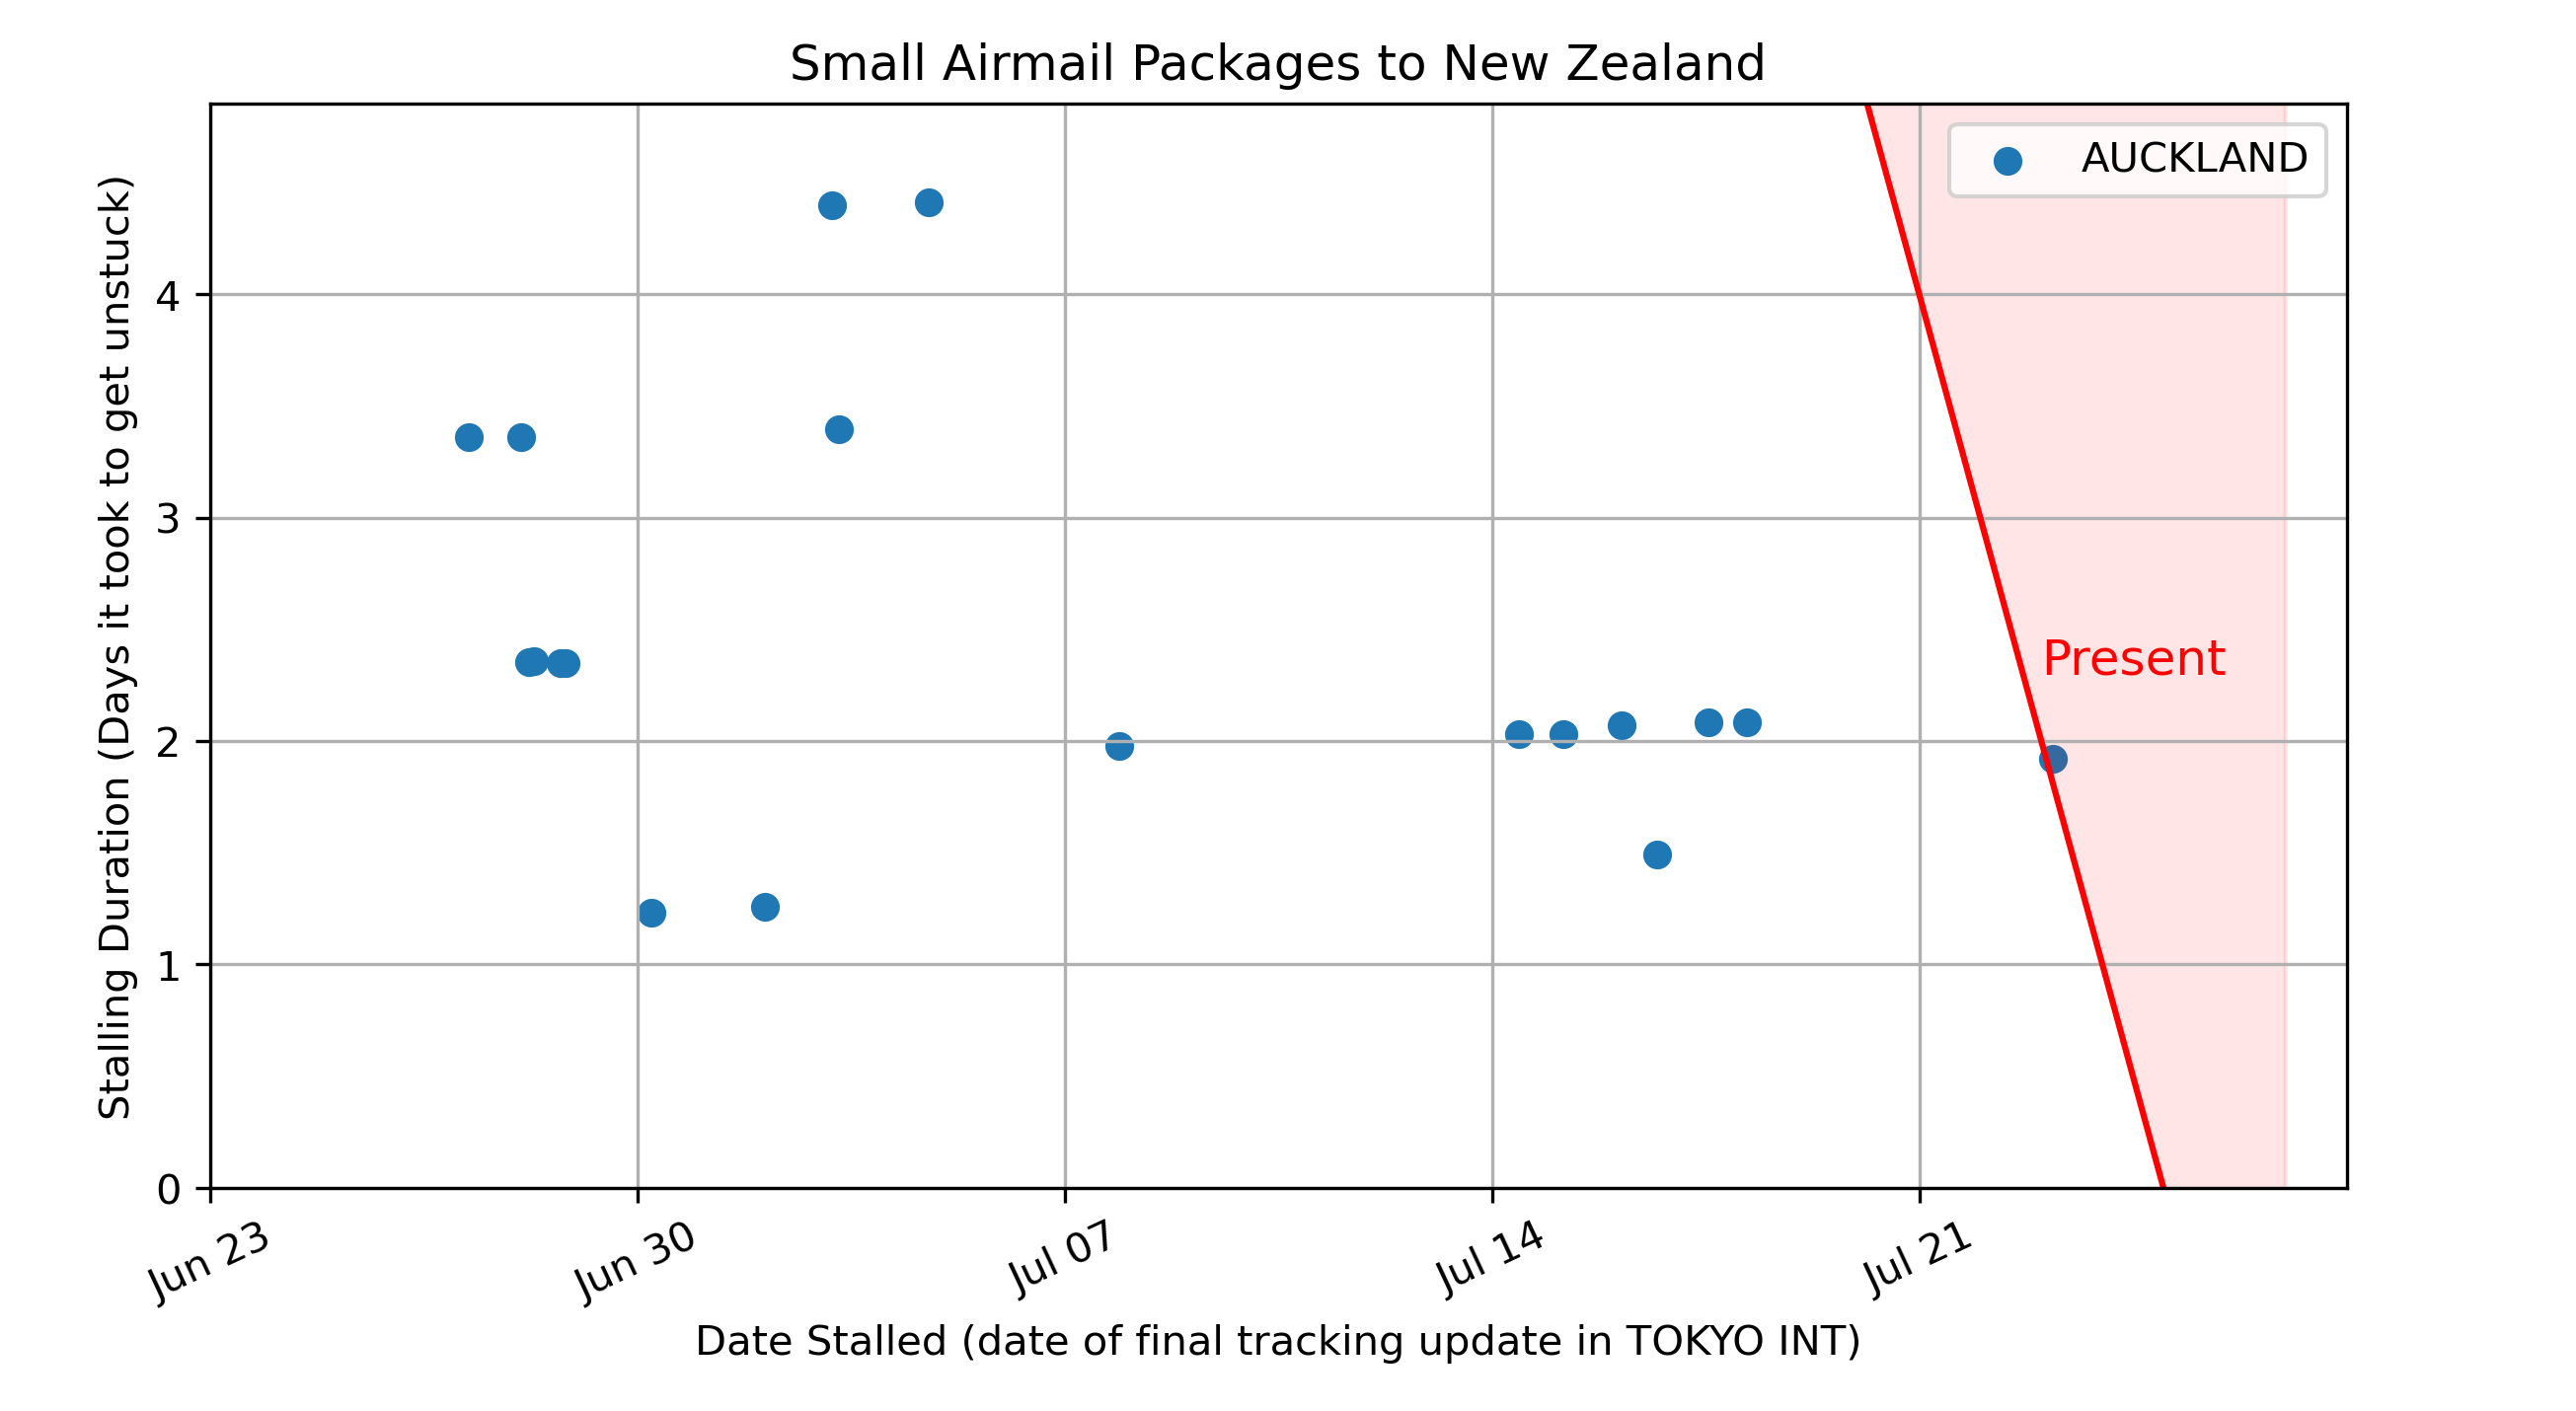 Small Airmail Packages to New Zealand
AUCKLAND
Stalling Duration (Days it took to get unstuck)
4
3
2
1
0
Present
Jun 23
Jun 30
Jul 07
Jul 14
Jul 21
Date Stalled (date of final tracking update in TOKYO INT)